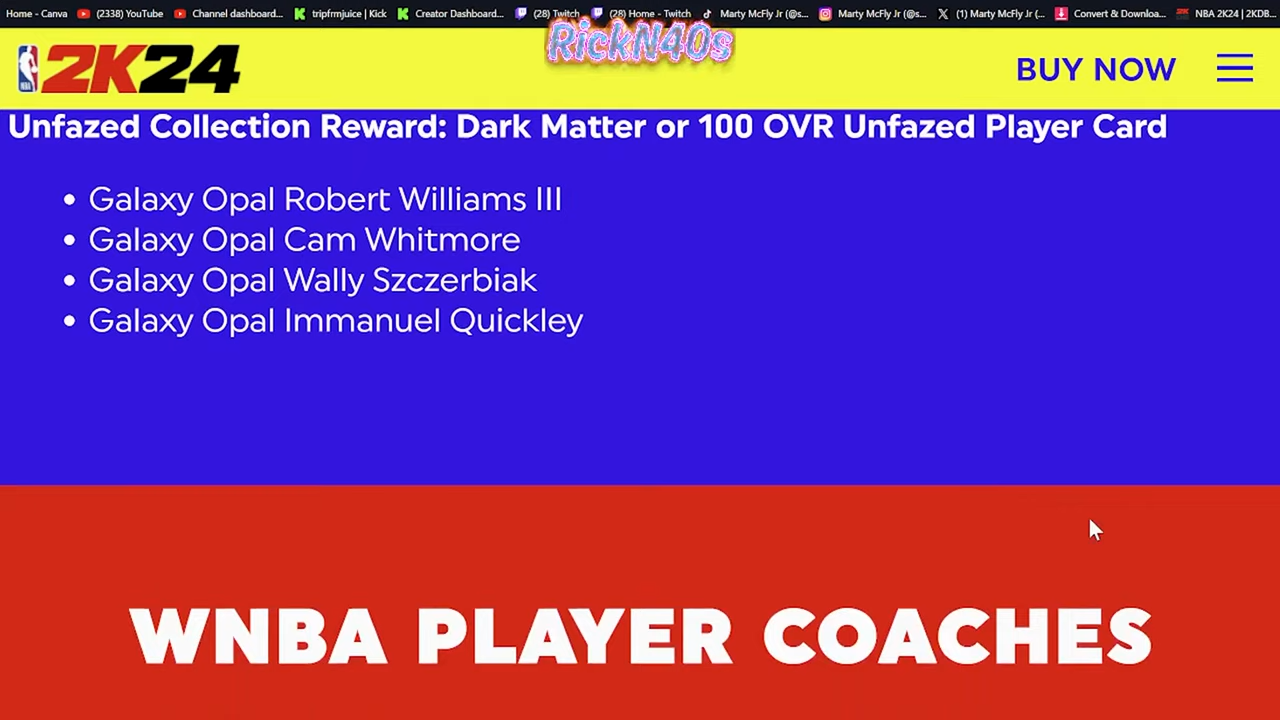 Home - Canva (2338) YouTube Channel dashboard... tripfrmjuice | Kick Creator Dashboard... (28) Twitch (28) Home - Twitch Marty McFly Jr (@s... Marty McFly Jr (@s... (1) Marty McFly Jr (... Convert & Downloa... NBA 2K24 | 2KDB...
RickN40s
NBA 2K24
BUY NOW
Unfazed Collection Reward: Dark Matter or 100 OVR Unfazed Player Card
• Galaxy Opal Robert Williams III
• Galaxy Opal Cam Whitmore
• Galaxy Opal Wally Szczerbiak
• Galaxy Opal Immanuel Quickley
WNBA PLAYER COACHES